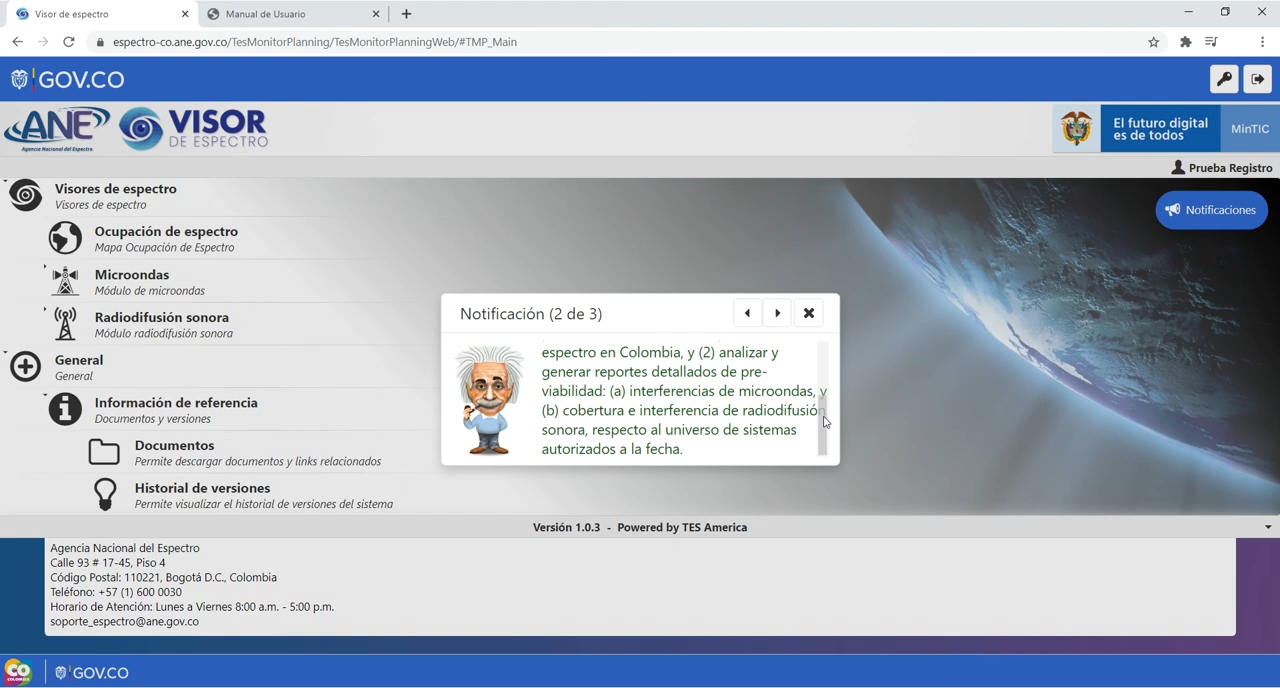 Visor de espectro
Manual de Usuario
espectro-co.ane.gov.co/TesMonitorPlanning/TesMonitorPlanningWeb/#TMP_Main
GOV.CO
ANE
Agencia Nacional del Espectro
VISOR
DE ESPECTRO
El futuro digital
es de todos
MinTIC
Prueba Registro
Visores de espectro
Visores de espectro
Notificaciones
Ocupación de espectro
Mapa Ocupación de Espectro
Microondas
Módulo de microondas
Radiodifusión sonora
Módulo radiodifusión sonora
General
General
Información de referencia
Documentos y versiones
Documentos
Permite descargar documentos y links relacionados
Historial de versiones
Permite visualizar el historial de versiones del sistema
Notificación (2 de 3)
espectro en Colombia, y (2) analizar y
generar reportes detallados de pre-
viabilidad: (a) interferencias de microondas, y
(b) cobertura e interferencia de radiodifusión
sonora, respecto al universo de sistemas
autorizados a la fecha.
Versión 1.0.3 - Powered by TES America
Agencia Nacional del Espectro
Calle 93 # 17-45, Piso 4
Código Postal: 110221, Bogotá D.C., Colombia
Teléfono: +57 (1) 600 0030
Horario de Atención: Lunes a Viernes 8:00 a.m. - 5:00 p.m.
soporte_espectro@ane.gov.co
CO
COLOMBIA
GOV.CO